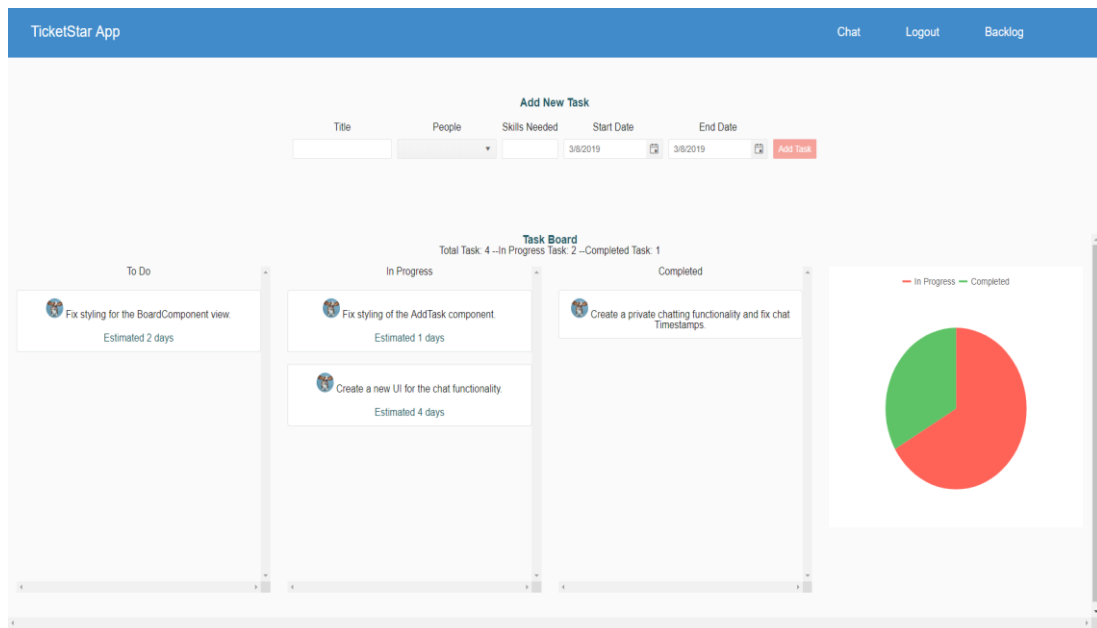 TicketStar App
Chat
Logout
Backlog
Add New Task
Title
People
Skills Needed
Start Date
End Date
3/8/2019
3/8/2019
Add Task
Task Board
Total Task: 4 --In Progress Task: 2 --Completed Task: 1
To Do
Fix styling for the BoardComponent view.
Estimated 2 days
In Progress
Fix styling of the AddTask component.
Estimated 1 days
Create a new UI for the chat functionality.
Estimated 4 days
Completed
Create a private chatting functionality and fix chat
Timestamps.
In Progress
Completed